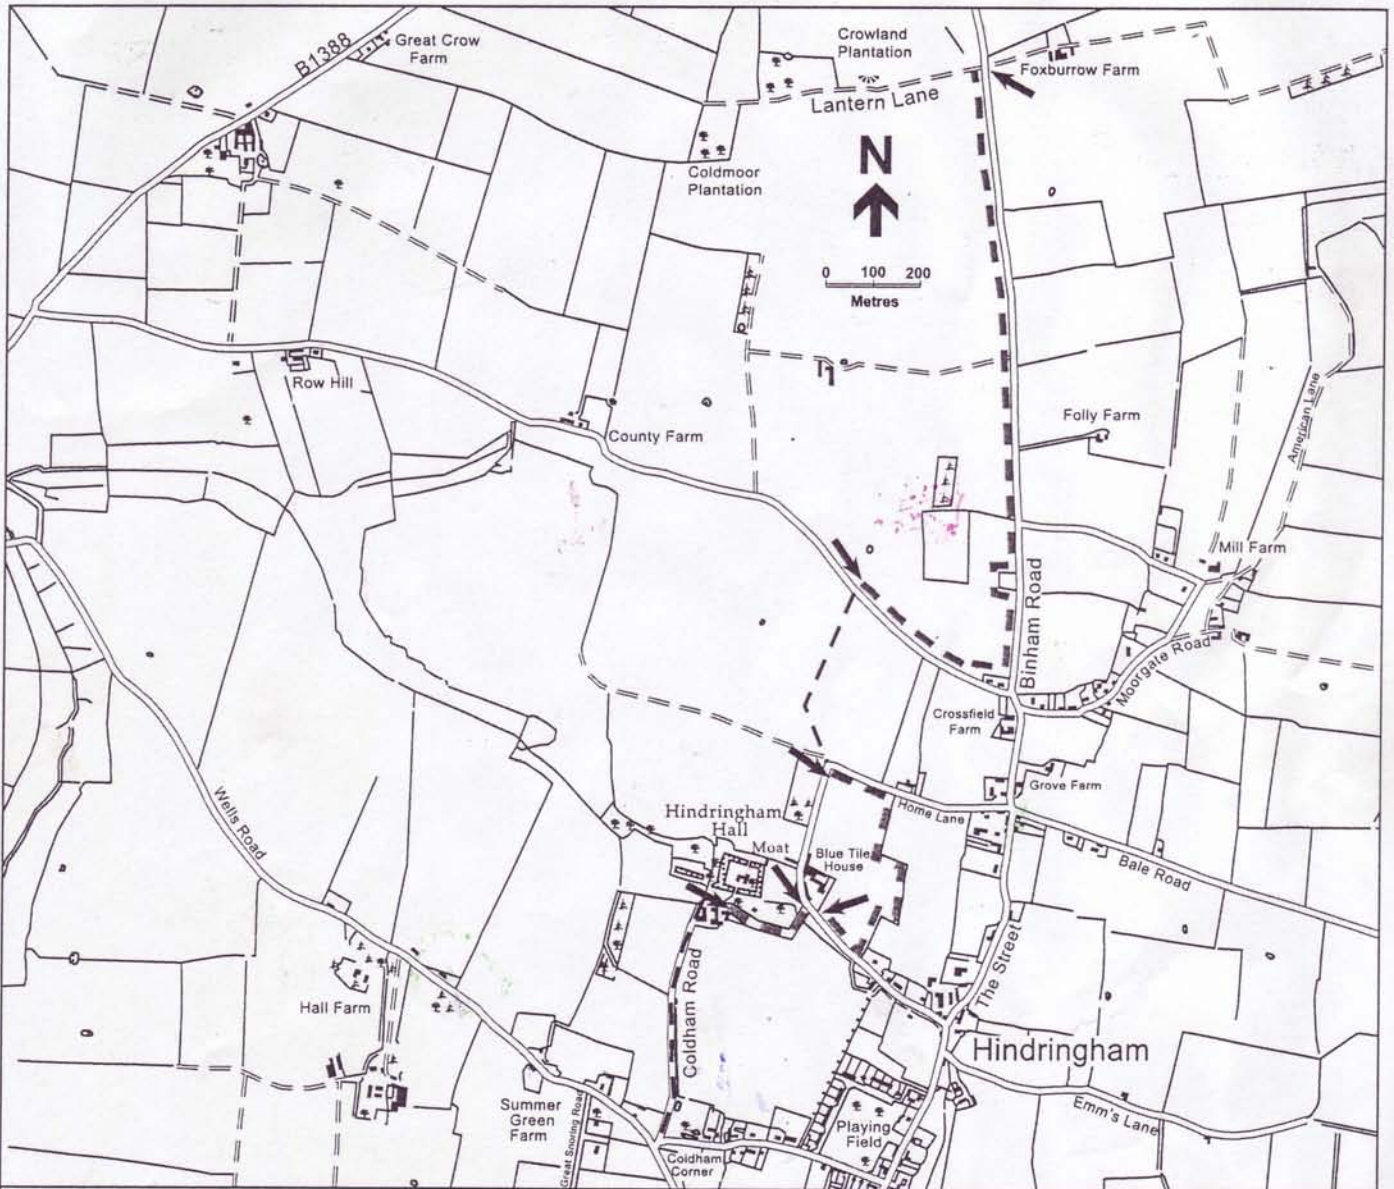 B1388
Great Crow
Farm
Crowland
Plantation
Foxburrow Farm
Lantern Lane
N
Coldmoor
Plantation
0 100 200
Metres
Row Hill
County Farm
Folly Farm
American Lane
Mill Farm
Binham Road
Moorgate Road
Crossfield
Farm
Grove Farm
Home Lane
Wells Road
Hindringham
Hall
Moat
Blue Tile
House
Bale Road
The Street
Hall Farm
Coldham Road
Hindringham
Summer
Green
Farm
Great Snoring Road
Emm's Lane
Playing
Field
Coldham
Corner